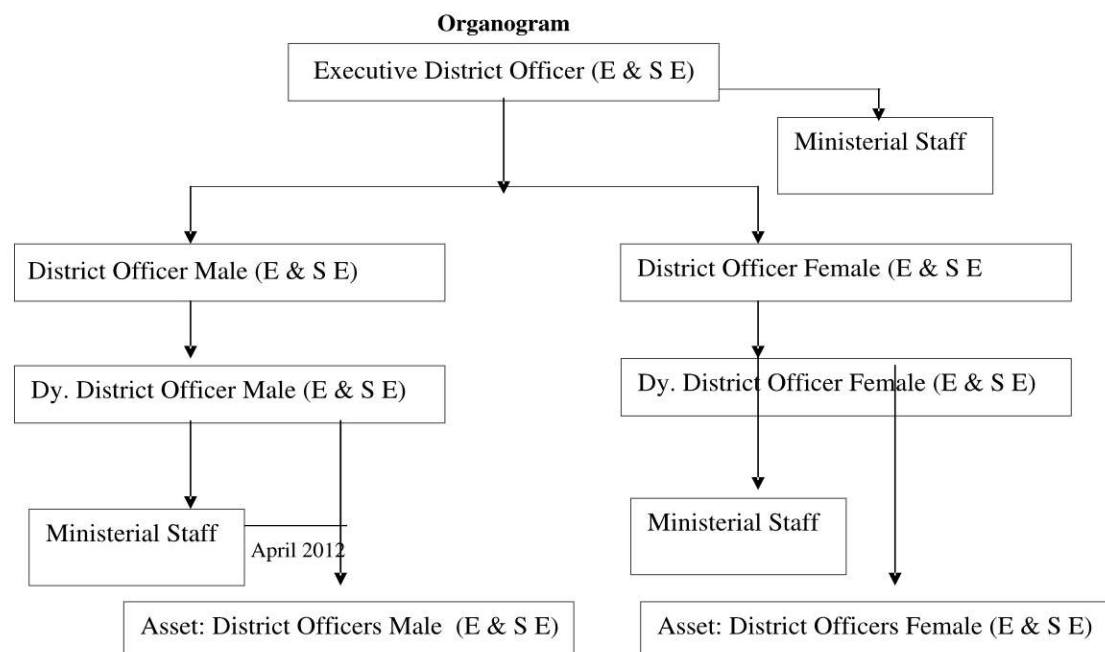 Organogram
Executive District Officer (E & S E)
Ministerial Staff
District Officer Male (E & S E)
District Officer Female (E & S E
Dy. District Officer Male (E & S E)
Dy. District Officer Female (E & S E)
Ministerial Staff
Ministerial Staff
April 2012
Asset: District Officers Male (E & S E)
Asset: District Officers Female (E & S E)